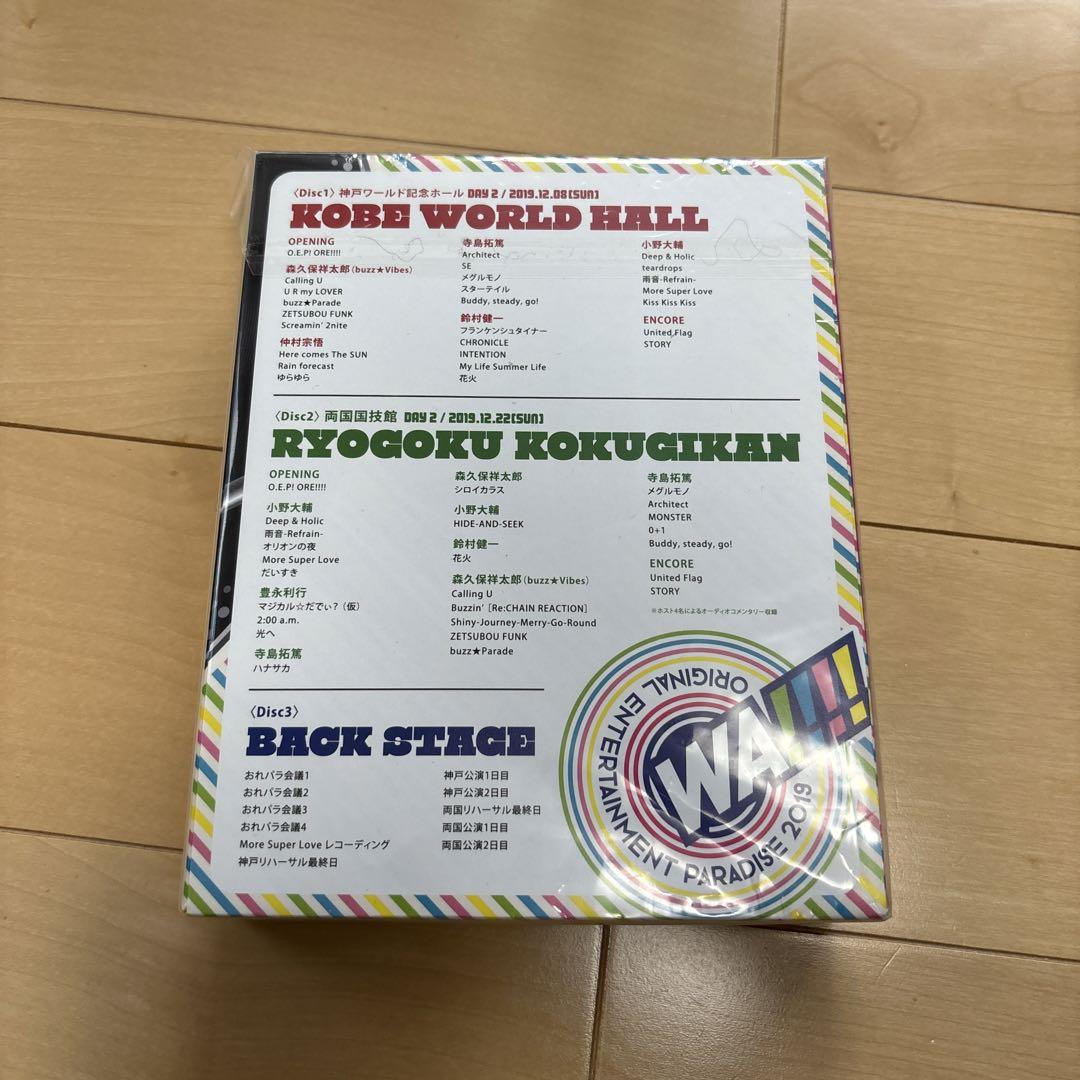 〈Disc1〉神戸ワールド記念ホール DAY 2 / 2019.12.08[SUN]
KOBE WORLD HALL
OPENING
O.E.P! ORE!!!!
森久保祥太郎(buzz★Vibes)
Calling U
U R my LOVER
buzz★Parade
ZETSUBOU FUNK
Screamin' 2nite
仲村宗悟
Here comes The SUN
Rain forecast
ゆらゆら
寺島拓篤
Architect
SE
メグルモノ
スターテイル
Buddy, steady, go!
鈴村健一
フランケンシュタイナー
CHRONICLE
INTENTION
My Life Summer Life
花火
小野大輔
Deep & Holic
teardrops
雨音-Refrain-
More Super Love
Kiss Kiss Kiss
ENCORE
United Flag
STORY
〈Disc2〉両国国技館 DAY 2 / 2019.12.22[SUN]
RYOGOKU KOKUGIKAN
OPENING
O.E.P! ORE!!!!
小野大輔
Deep & Holic
雨音-Refrain-
オリオンの夜
More Super Love
だいすき
豊永利行
マジカル☆だでぃ？(仮)
2:00 a.m.
光へ
寺島拓篤
ハナサカ
森久保祥太郎
シロイカラス
小野大輔
HIDE-AND-SEEK
鈴村健一
花火
森久保祥太郎(buzz★Vibes)
Calling U
Buzzin' [Re:CHAIN REACTION]
Shiny-Journey-Merry-Go-Round
ZETSUBOU FUNK
buzz★Parade
寺島拓篤
メグルモノ
Architect
MONSTER
0+1
Buddy, steady, go!
ENCORE
United Flag
STORY
※ホスト4名によるオーディオコメンタリー収録
〈Disc3〉
BACK STAGE
おれパラ会議1
おれパラ会議2
おれパラ会議3
おれパラ会議4
More Super Love レコーディング
神戸リハーサル最終日
神戸公演1日目
神戸公演2日目
両国リハーサル最終日
両国公演1日目
両国公演2日目
ORIGINAL ENTERTAINMENT PARADISE 2019
WA!!!!